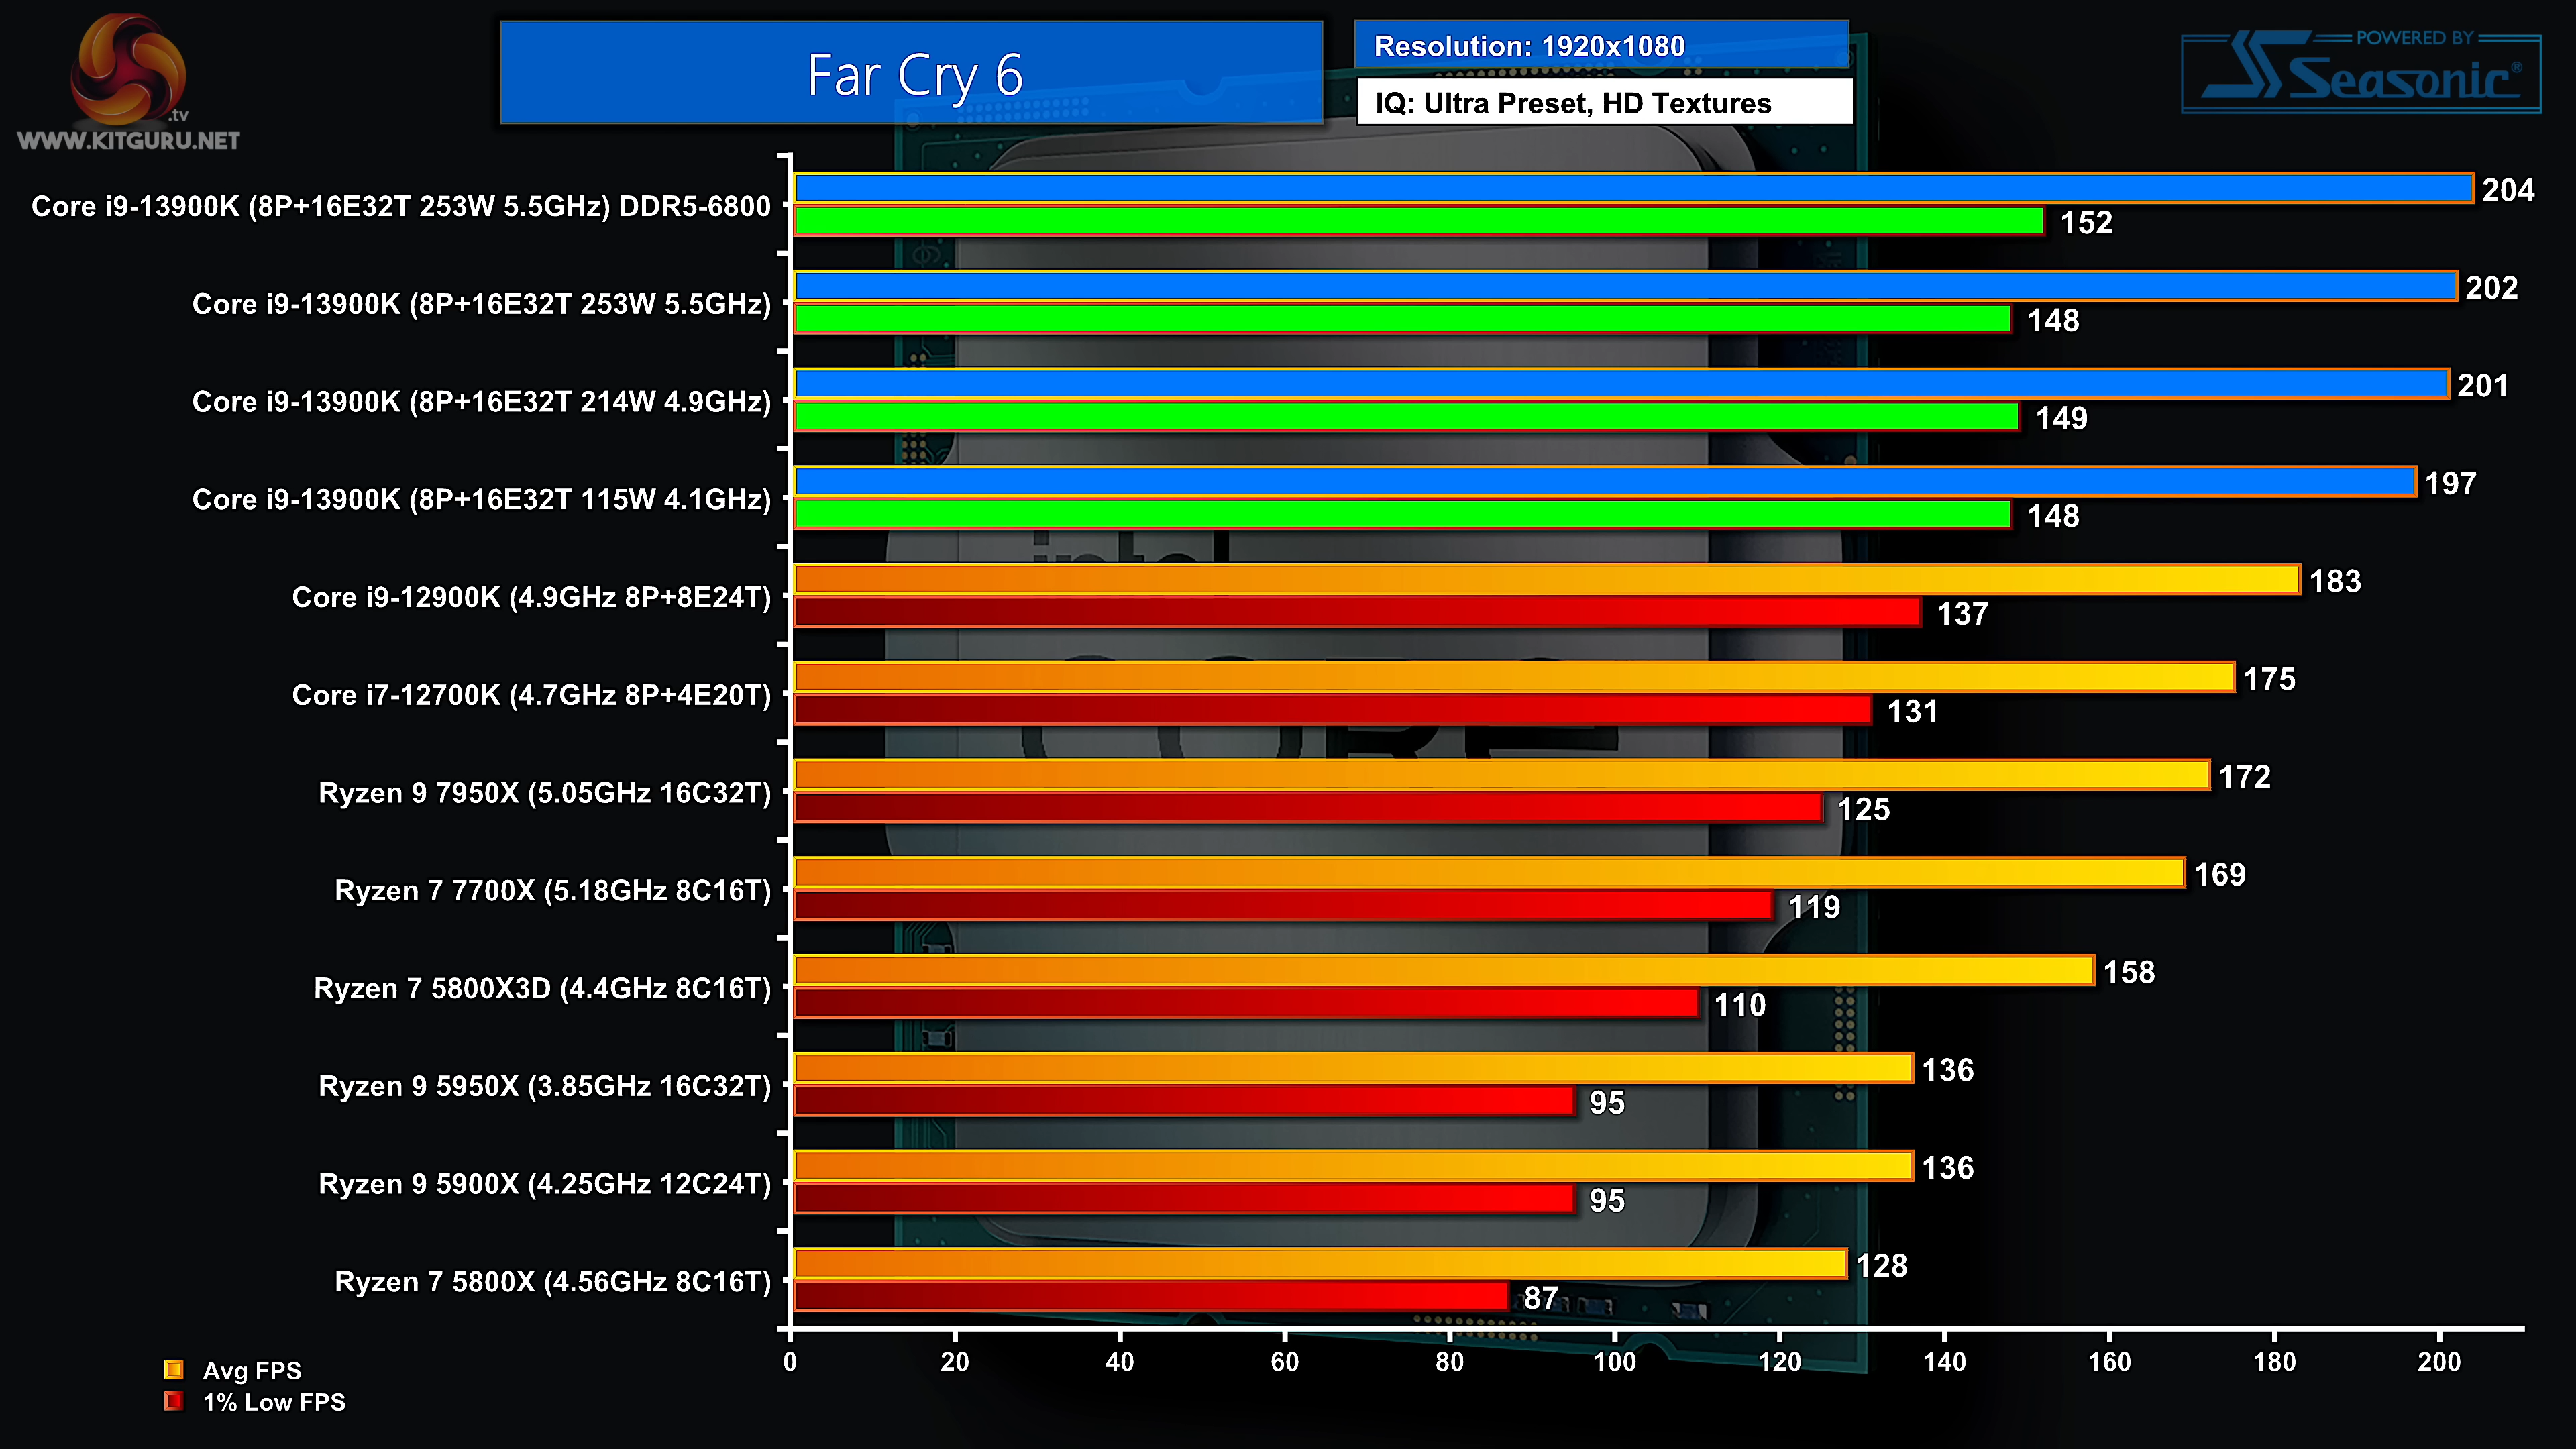 .tv
WWW.KITGURU.NET
Far Cry 6
Resolution: 1920x1080
IQ: Ultra Preset, HD Textures
POWERED BY
Seasonic®
Core i9-13900K (8P+16E32T 253W 5.5GHz) DDR5-6800
204
152
Core i9-13900K (8P+16E32T 253W 5.5GHz)
202
148
Core i9-13900K (8P+16E32T 214W 4.9GHz)
201
149
Core i9-13900K (8P+16E32T 115W 4.1GHz)
197
148
intel
Core i9-12900K (4.9GHz 8P+8E24T)
183
137
Core i7-12700K (4.7GHz 8P+4E20T)
175
131
CORE
Ryzen 9 7950X (5.05GHz 16C32T)
172
125
Ryzen 7 7700X (5.18GHz 8C16T)
169
119
Ryzen 7 5800X3D (4.4GHz 8C16T)
158
110
Ryzen 9 5950X (3.85GHz 16C32T)
136
95
Ryzen 9 5900X (4.25GHz 12C24T)
136
95
Ryzen 7 5800X (4.56GHz 8C16T)
128
87
0 20 40 60 80 100 120 140 160 180 200
Avg FPS
1% Low FPS